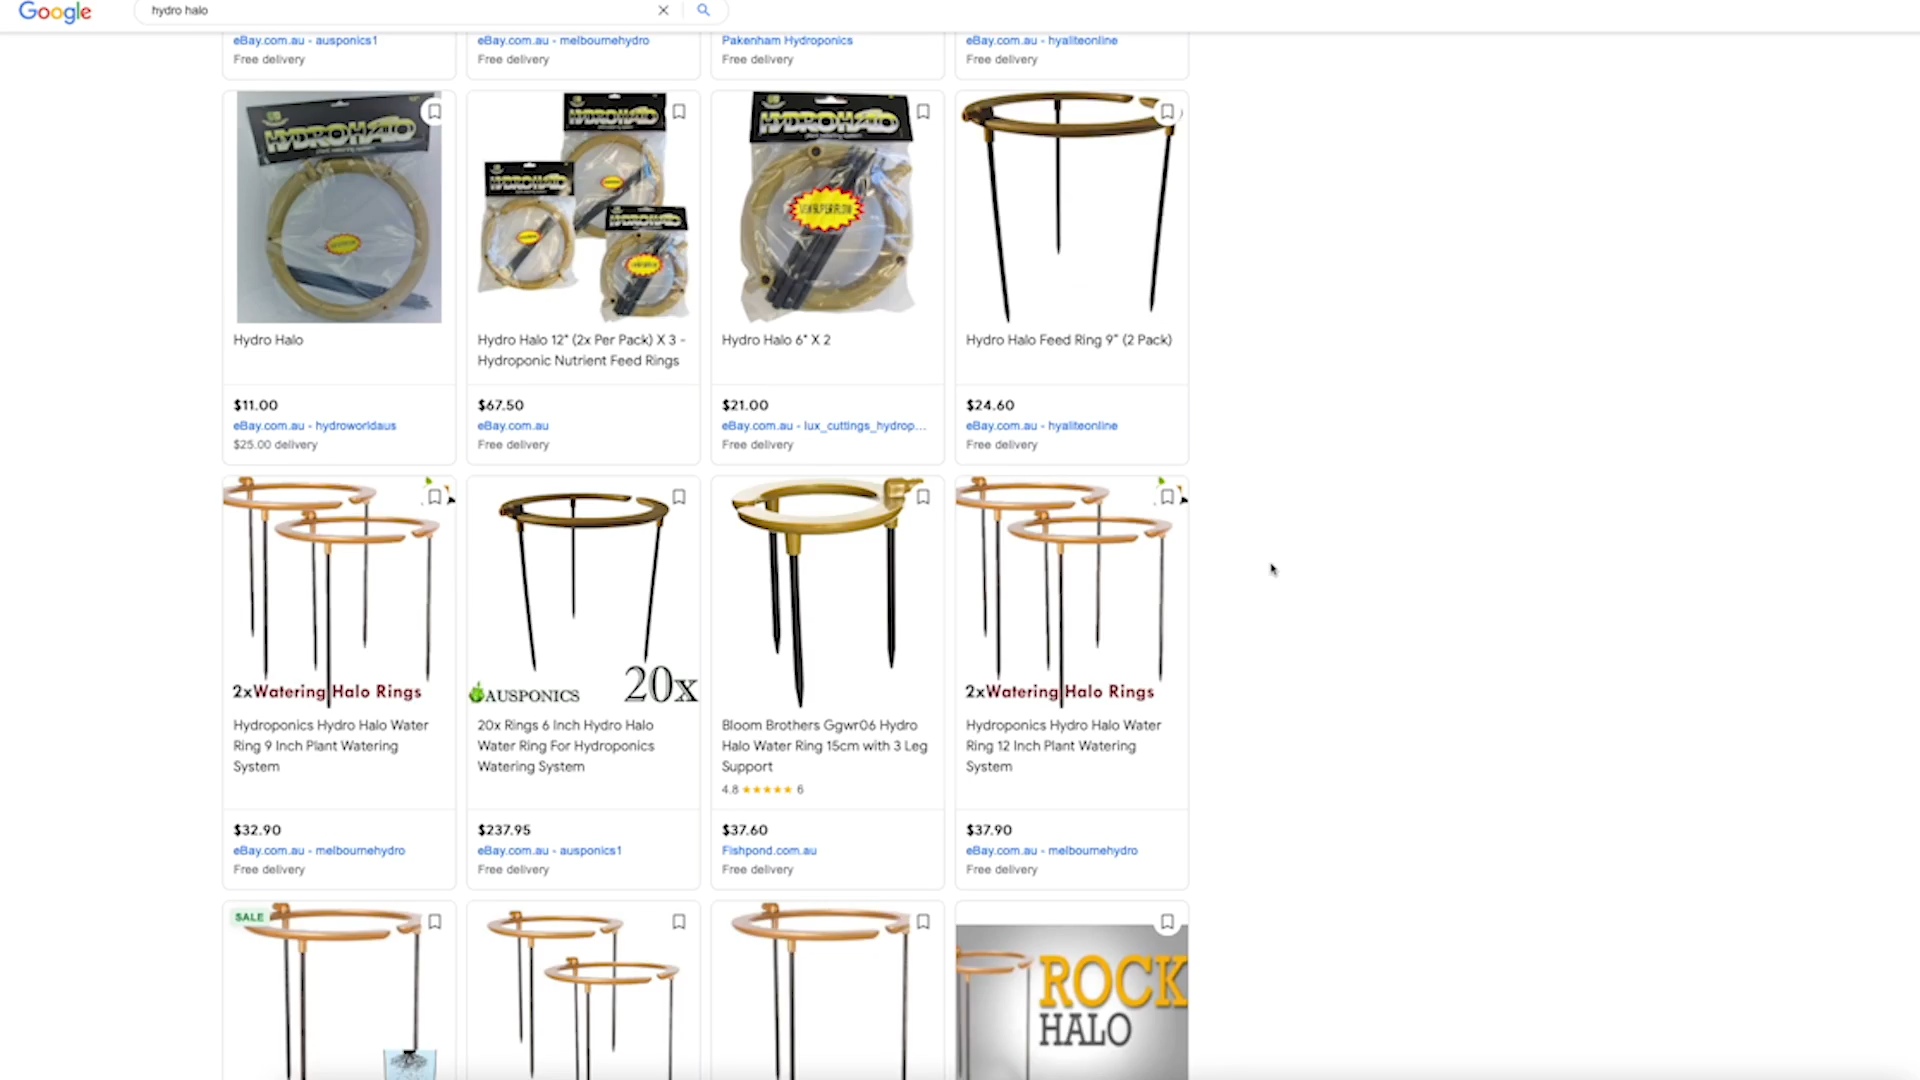 Google
hydro halo
eBay.com.au - ausponics1
Free delivery
eBay.com.au - melbournehydro
Free delivery
Pakenham Hydroponics
Free delivery
eBay.com.au - hyaliteonline
Free delivery
HYDROHALO
HYDROHALO
HYDROHALO
HYDROHALO
HYDROHALO
Hydro Halo
$11.00
eBay.com.au - hydroworldaus
$25.00 delivery
Hydro Halo 12" (2x Per Pack) X 3 -
Hydroponic Nutrient Feed Rings
$67.50
eBay.com.au
Free delivery
Hydro Halo 6" X 2
$21.00
eBay.com.au - lux_cuttings_hydrop...
Free delivery
Hydro Halo Feed Ring 9" (2 Pack)
$24.60
eBay.com.au - hyaliteonline
Free delivery
2xWatering Halo Rings
Hydroponics Hydro Halo Water
Ring 9 Inch Plant Watering
System
$32.90
eBay.com.au - melbournehydro
Free delivery
AUSPONICS
20x
20x Rings 6 Inch Hydro Halo
Water Ring For Hydroponics
Watering System
$237.95
eBay.com.au - ausponics1
Free delivery
Bloom Brothers Ggwr06 Hydro
Halo Water Ring 15cm with 3 Leg
Support
4.8 ★★★★★ 6
$37.60
Fishpond.com.au
Free delivery
2xWatering Halo Rings
Hydroponics Hydro Halo Water
Ring 12 Inch Plant Watering
System
$37.90
eBay.com.au - melbournehydro
Free delivery
SALE
ROCK
HALO